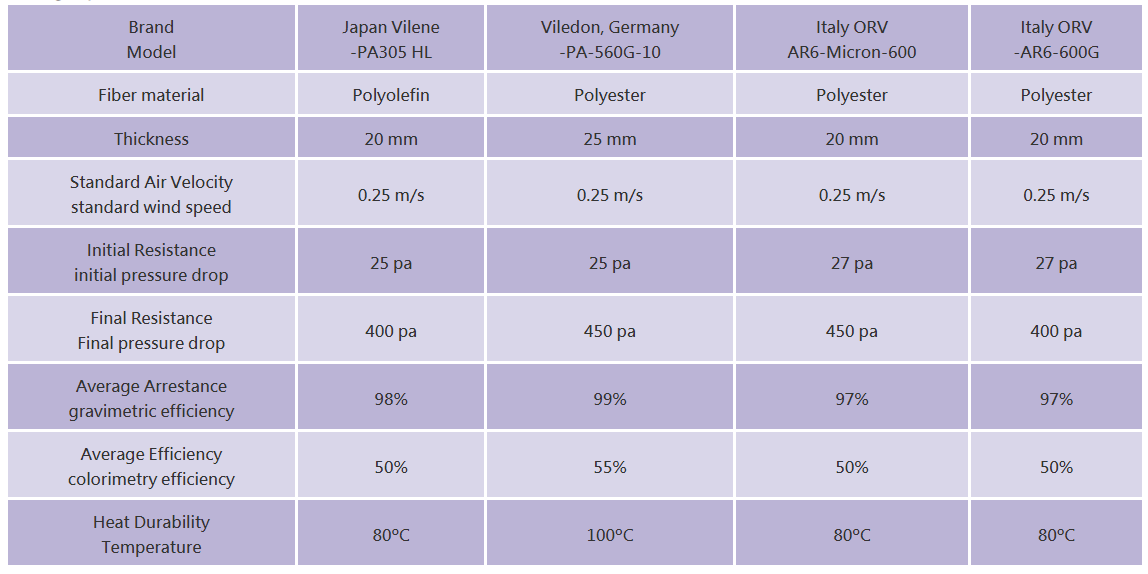 Brand
Model
Japan Vilene
-PA305 HL
Viledon, Germany
-PA-560G-10
Italy ORV
AR6-Micron-600
Italy ORV
-AR6-600G
Fiber material
Polyolefin
Polyester
Polyester
Polyester
Thickness
20 mm
25 mm
20 mm
20 mm
Standard Air Velocity
standard wind speed
0.25 m/s
0.25 m/s
0.25 m/s
0.25 m/s
Initial Resistance
initial pressure drop
25 pa
25 pa
27 pa
27 pa
Final Resistance
Final pressure drop
400 pa
450 pa
450 pa
400 pa
Average Arrestance
gravimetric efficiency
98%
99%
97%
97%
Average Efficiency
colorimetry efficiency
50%
55%
50%
50%
Heat Durability
Temperature
80ºC
100ºC
80ºC
80ºC